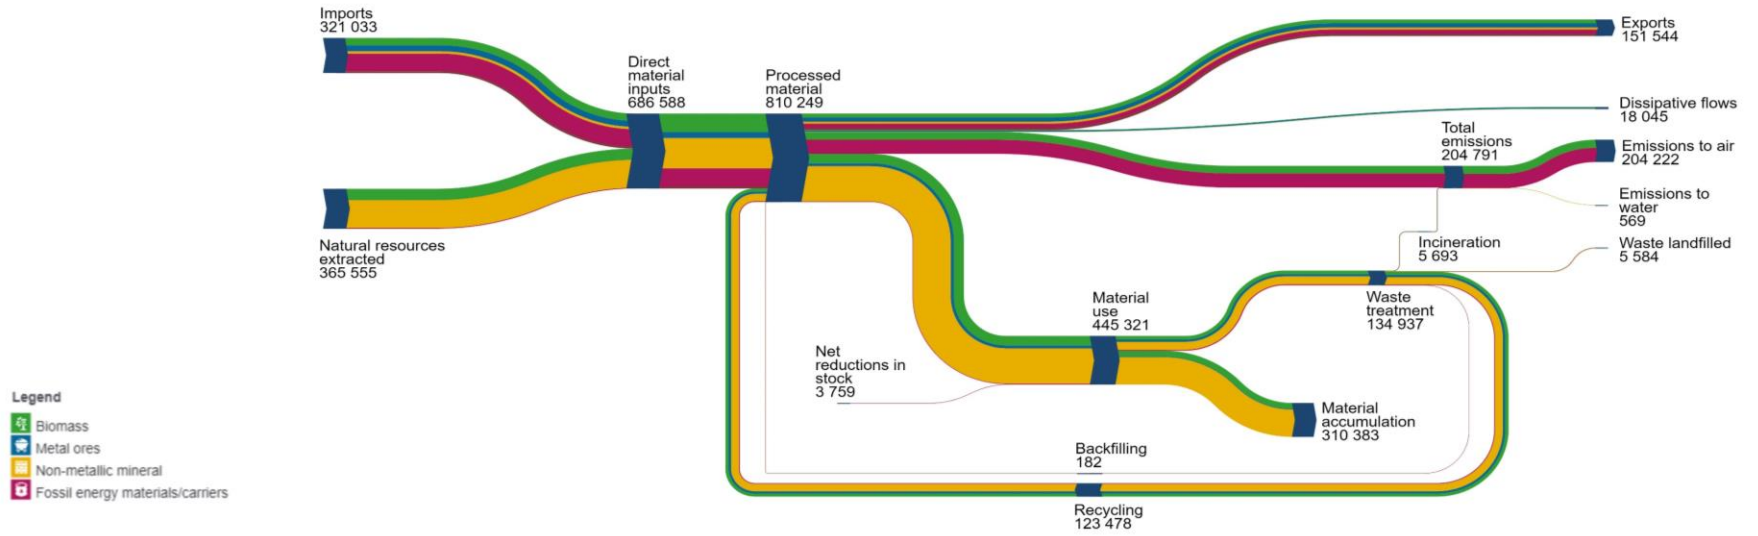 Imports
321 033
Direct
material
inputs
686 588
Processed
material
810 249
Exports
151 544
Dissipative flows
18 045
Total
emissions
204 791
Emissions to air
204 222
Emissions to
water
569
Incineration
5 693
Waste landfilled
5 584
Natural resources
extracted
365 555
Material
use
445 321
Waste
treatment
134 937
Net
reductions in
stock
3 759
Material
accumulation
310 383
Backfilling
182
Recycling
123 478
Legend
Biomass
Metal ores
Non-metallic mineral
Fossil energy materials/carriers